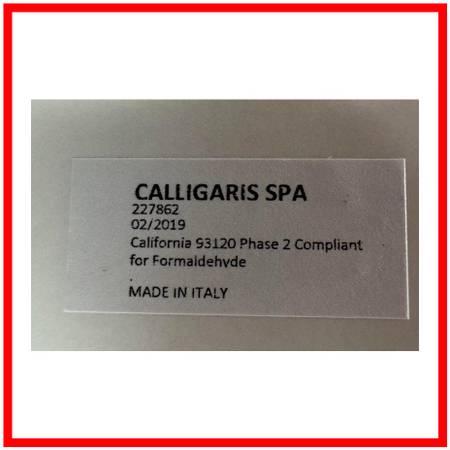 CALLIGARIS SPA
227862
02/2019
California 93120 Phase 2 Compliant
for Formaldehyde
MADE IN ITALY